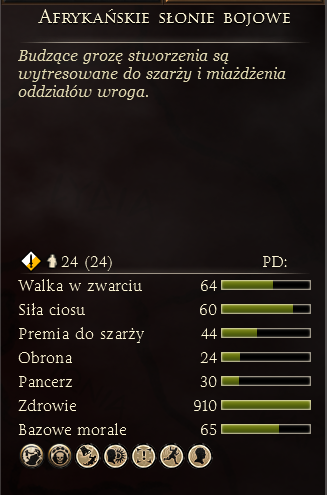 Afrykańskie słonie bojowe
Budzące grozę stworzenia są
wytresowane do szarży i miażdżenia
oddziałów wroga.
24 (24) PD:
Walka w zwarciu 64
Siła ciosu 60
Premia do szarży 44
Obrona 24
Pancerz 30
Zdrowie 910
Bazowe morale 65